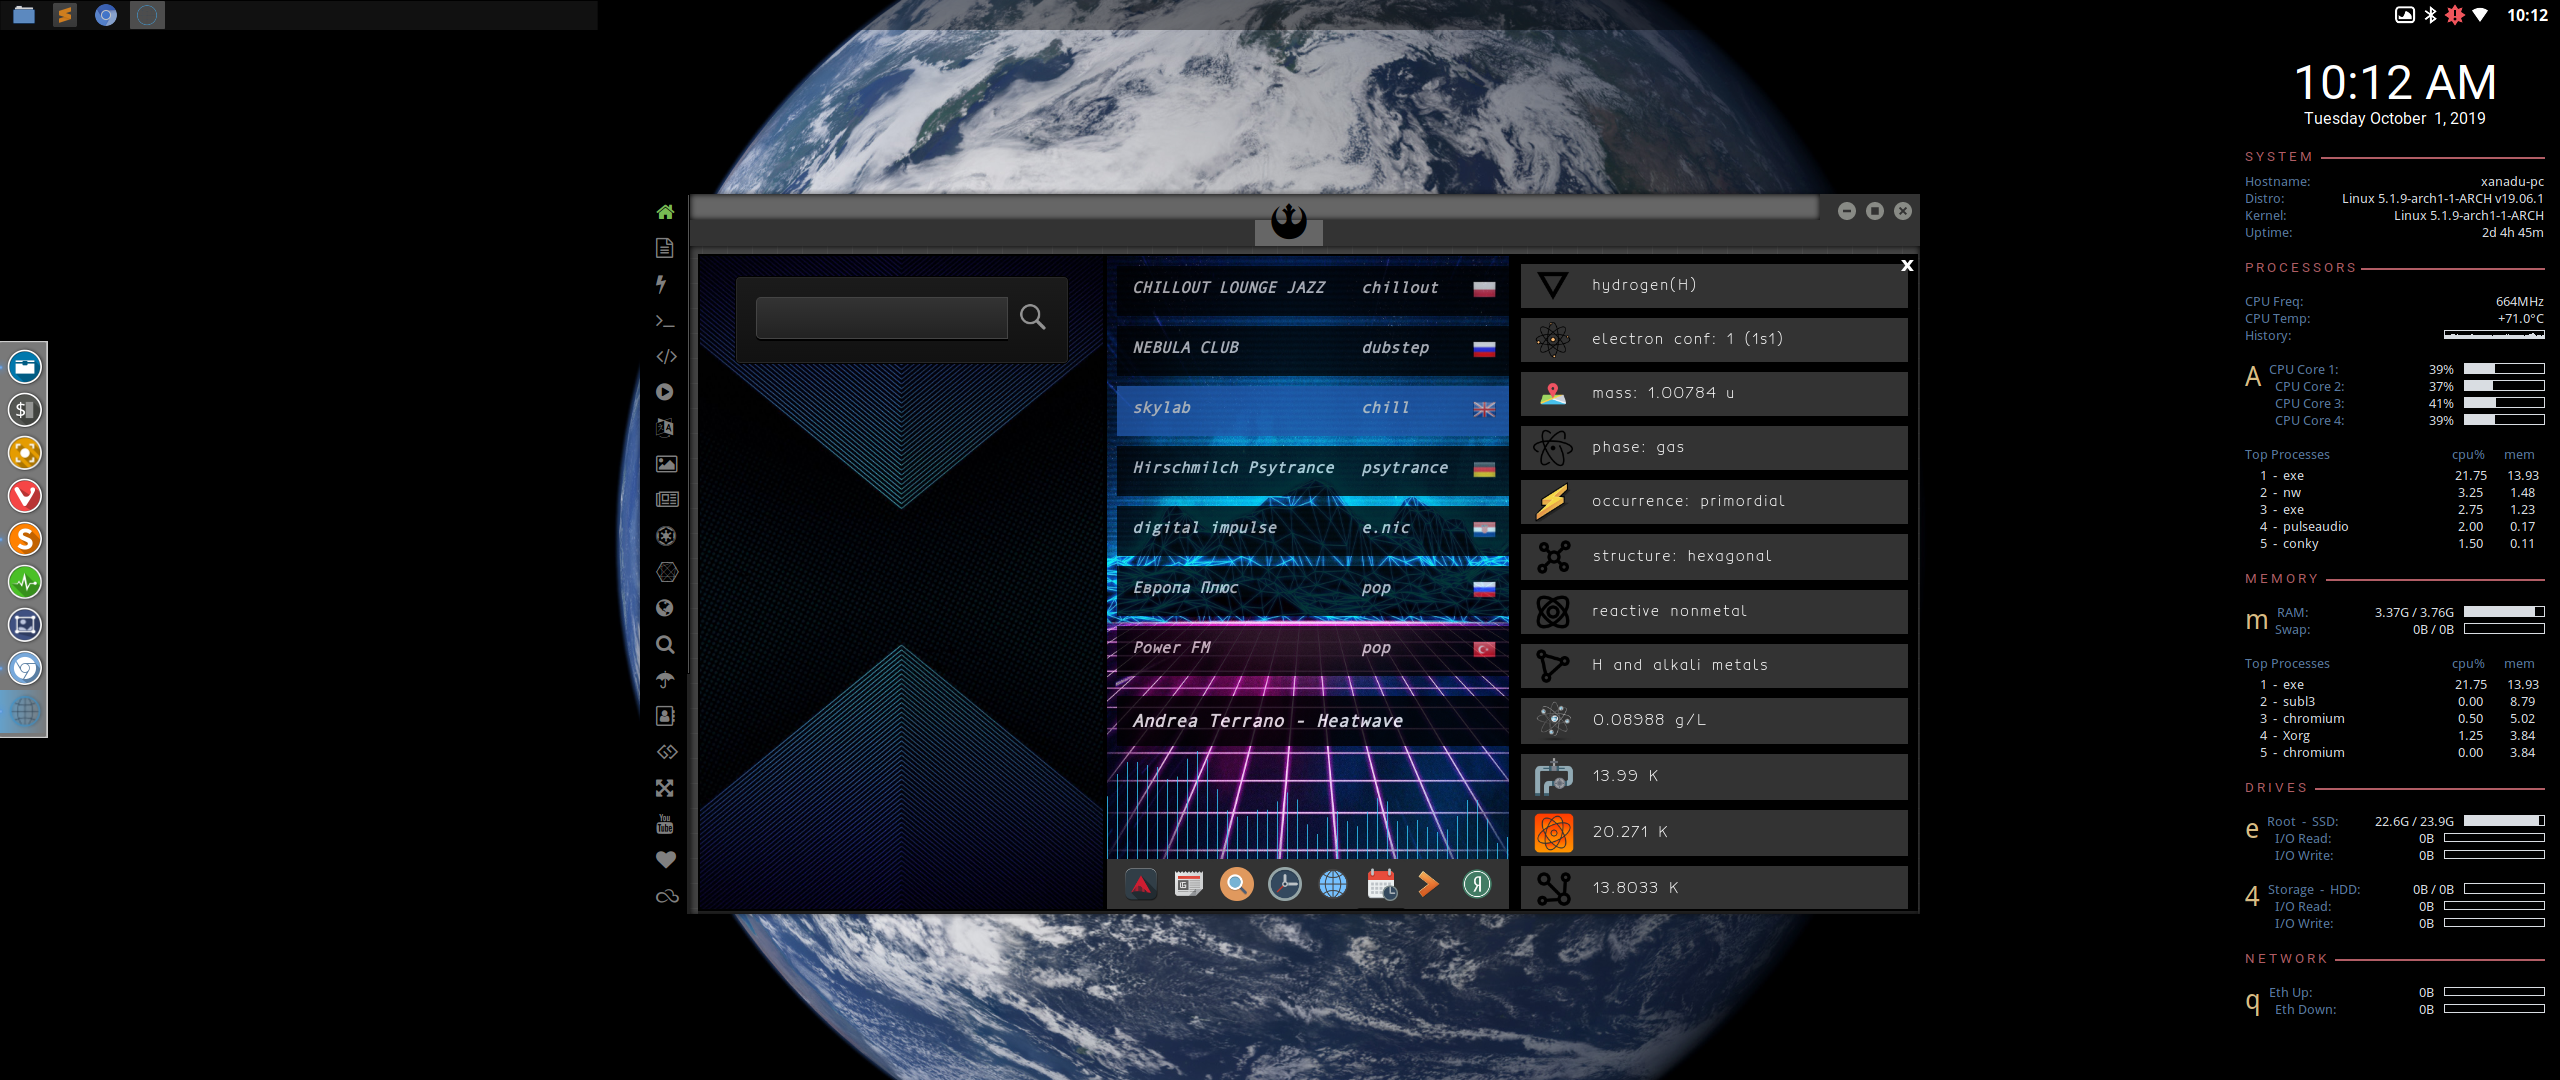 10:12
10:12 AM
Tuesday October 1, 2019
SYSTEM
Hostname: xanadu-pc
Distro: Linux 5.1.9-arch1-1-ARCH v19.06.1
Kernel: Linux 5.1.9-arch1-1-ARCH
Uptime: 2d 4h 45m
PROCESSORS
CPU Freq: 664MHz
CPU Temp: +71.0°C
History:
A CPU Core 1: 39%
CPU Core 2: 37%
CPU Core 3: 41%
CPU Core 4: 39%
Top Processes cpu% mem
1 - exe 21.75 13.93
2 - nw 3.25 1.48
3 - exe 2.75 1.23
4 - pulseaudio 2.00 0.17
5 - conky 1.50 0.11
MEMORY
m RAM: 3.37G / 3.76G
Swap: 0B / 0B
Top Processes cpu% mem
1 - exe 21.75 13.93
2 - subl3 0.00 8.79
3 - chromium 0.50 5.02
4 - Xorg 1.25 3.84
5 - chromium 0.00 3.84
DRIVES
e Root - SSD: 22.6G / 23.9G
I/O Read: 0B
I/O Write: 0B
4 Storage - HDD: 0B / 0B
I/O Read: 0B
I/O Write: 0B
NETWORK
q Eth Up: 0B
Eth Down: 0B
CHILLOUT LOUNGE JAZZ chillout
NEBULA CLUB dubstep
skylab chill
Hirschmilch Psytrance psytrance
digital impulse e.nic
Европа Плюс pop
Power FM pop
Andrea Terrano - Heatwave
x
hydrogen(H)
electron conf: 1 (1s1)
mass: 1.00784 u
phase: gas
occurrence: primordial
structure: hexagonal
reactive nonmetal
H and alkali metals
0.08988 g/L
13.99 K
20.271 K
13.8033 K
You
Tube
Я